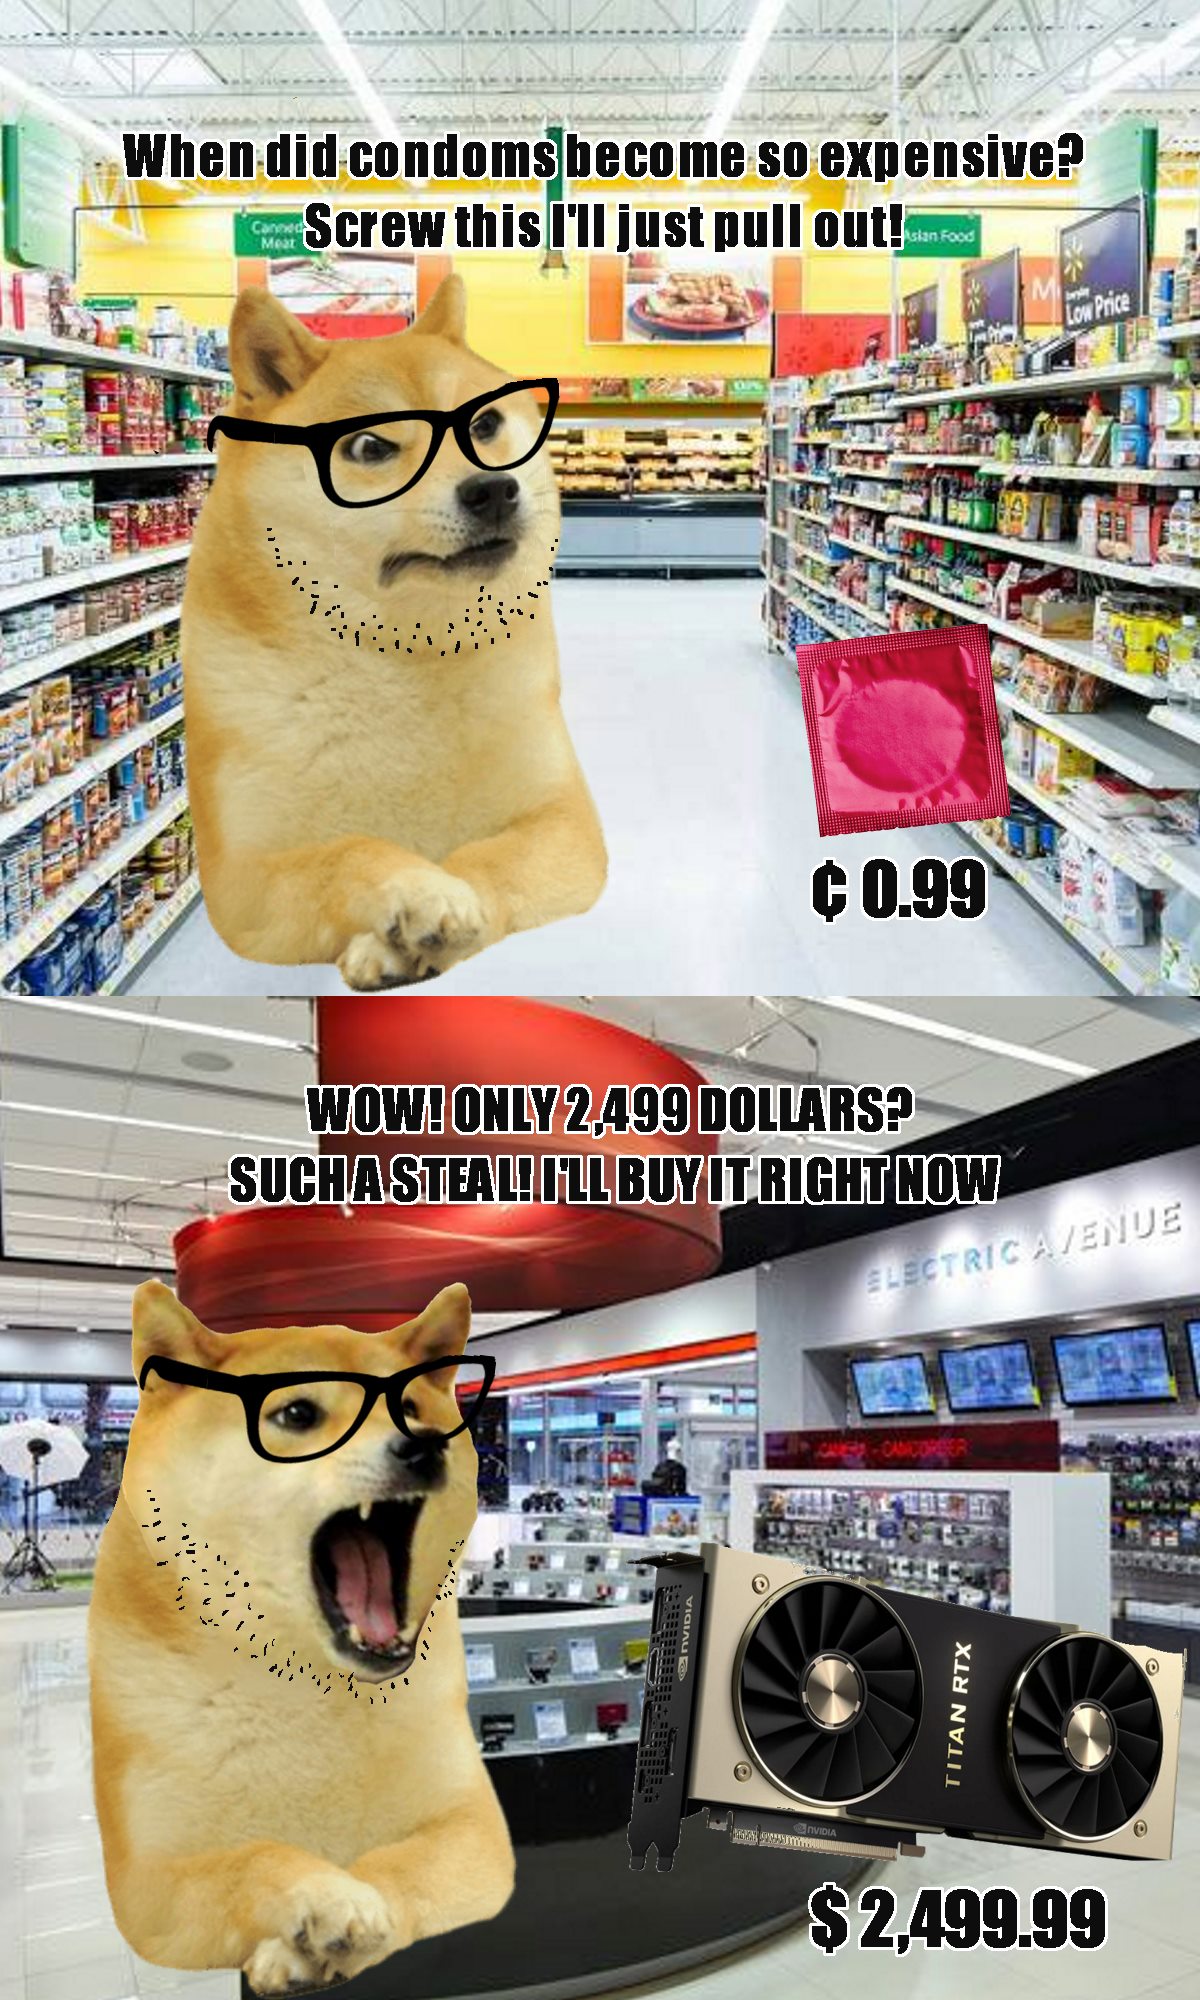 When did condoms become so expensive?
Screw this I'll just pull out!
Canned
Meat
Asian Food
Low Price
¢ 0.99
WOW! ONLY 2,499 DOLLARS?
SUCH A STEAL! I'LL BUY IT RIGHT NOW
ELECTRIC AVENUE
CAMERA - CAMCORDER
NVIDIA
TITAN RTX
NVIDIA
$ 2,499.99